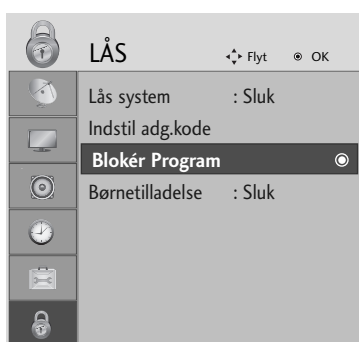 LÅS Flyt OK
Lås system : Sluk
Indstil adg.kode
Blokér Program
Børnetilladelse : Sluk